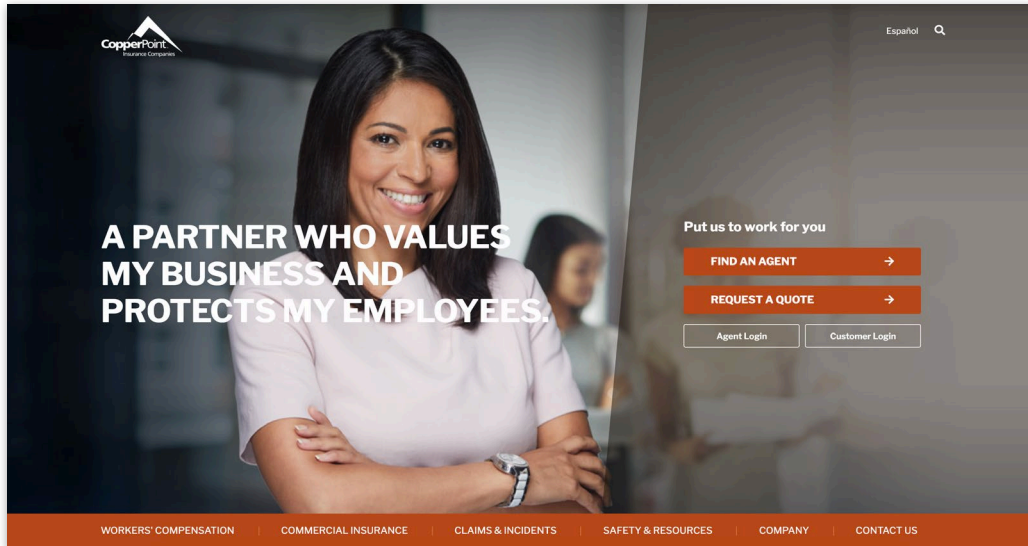 CopperPoint
Insurance Companies
Español
A PARTNER WHO VALUES
MY BUSINESS AND
PROTECTS MY EMPLOYEES.
Put us to work for you
FIND AN AGENT
REQUEST A QUOTE
Agent Login
Customer Login
WORKERS' COMPENSATION
COMMERCIAL INSURANCE
CLAIMS & INCIDENTS
SAFETY & RESOURCES
COMPANY
CONTACT US